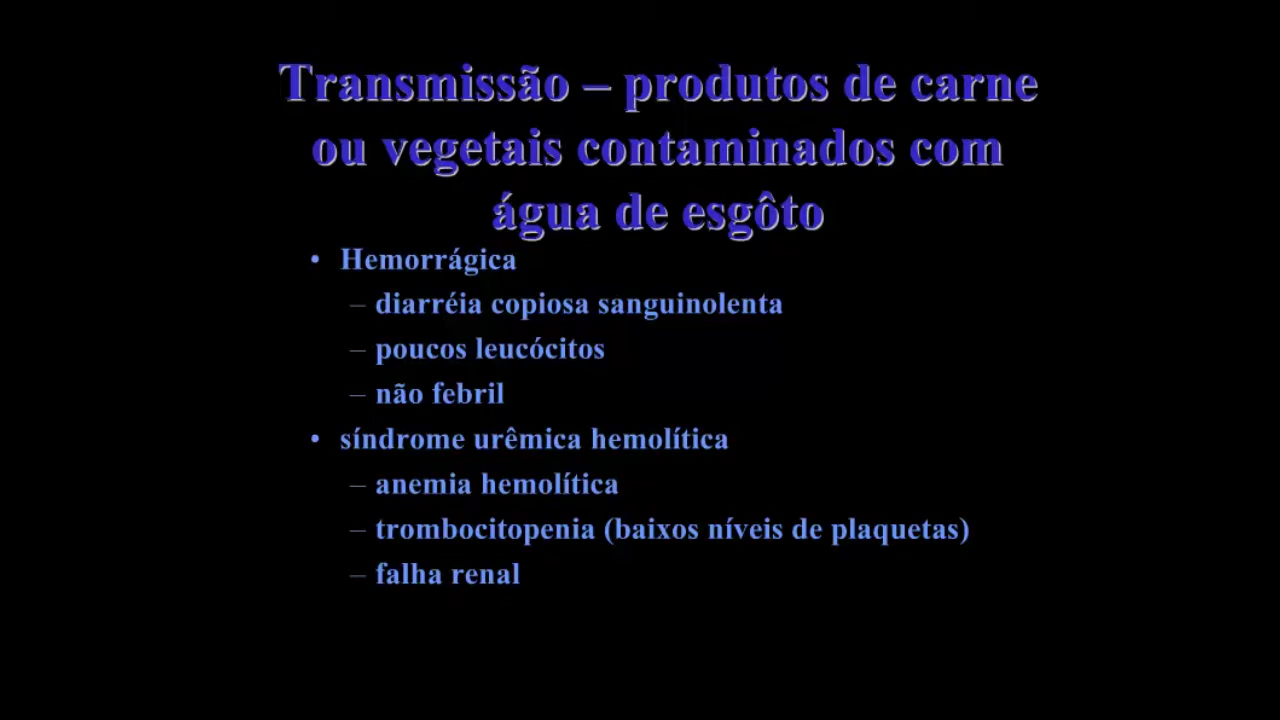 Transmissão – produtos de carne
ou vegetais contaminados com
água de esgôto
• Hemorrágica
– diarréia copiosa sanguinolenta
– poucos leucócitos
– não febril
• síndrome urêmica hemolítica
– anemia hemolítica
– trombocitopenia (baixos níveis de plaquetas)
– falha renal